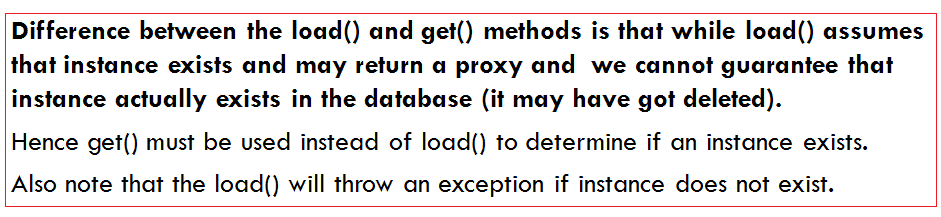 Difference between the load() and get() methods is that while load() assumes
that instance exists and may return a proxy and  we cannot guarantee that
instance actually exists in the database (it may have got deleted).
Hence get() must be used instead of load() to determine if an instance exists.
Also note that the load() will throw an exception if instance does not exist.